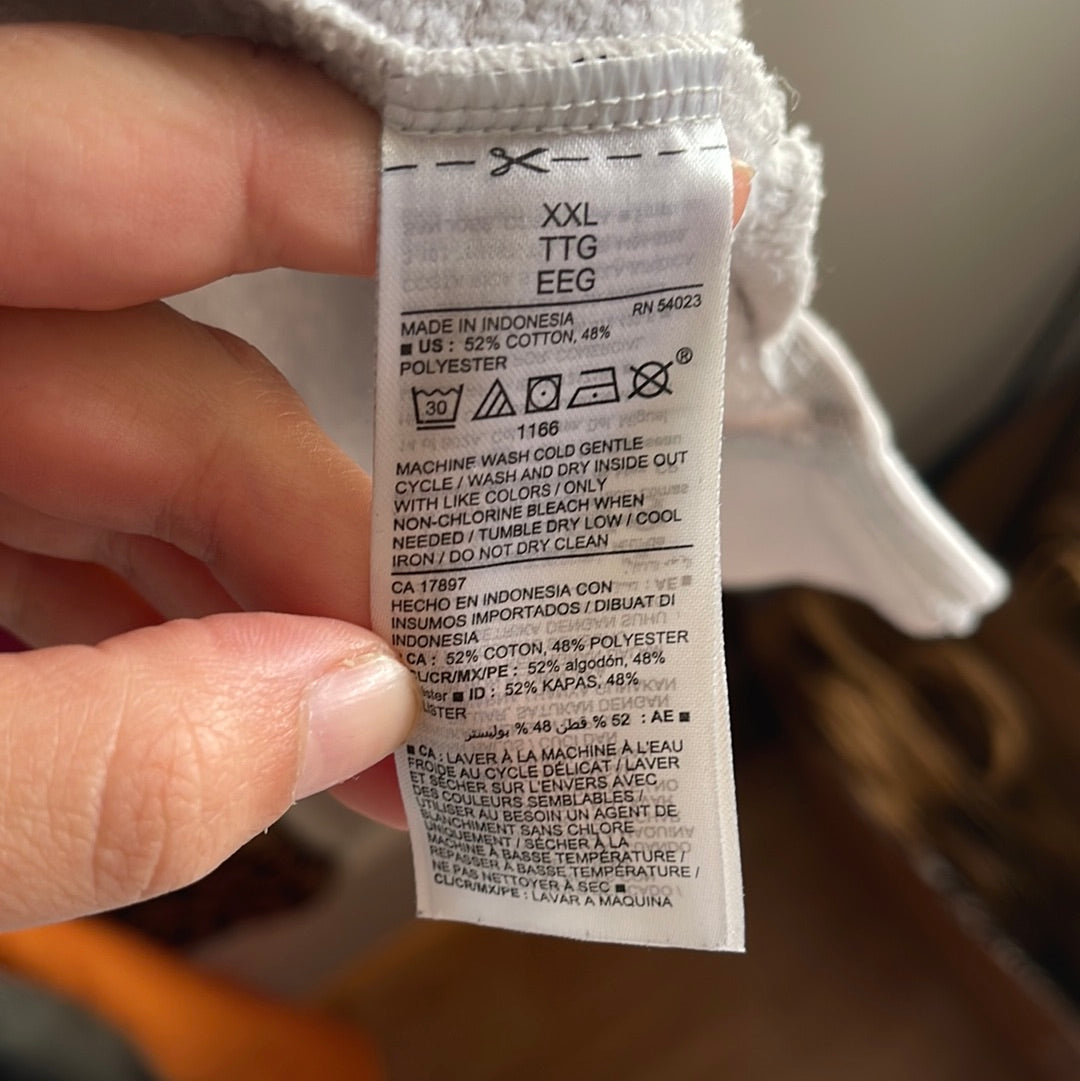 XXL
TTG
EEG
RN 54023
MADE IN INDONESIA
■ US : 52% COTTON, 48%
POLYESTER
30
®
1166
MACHINE WASH COLD GENTLE
CYCLE / WASH AND DRY INSIDE OUT
WITH LIKE COLORS / ONLY
NON-CHLORINE BLEACH WHEN
NEEDED / TUMBLE DRY LOW / COOL
IRON / DO NOT DRY CLEAN
CA 17897
HECHO EN INDONESIA CON
INSUMOS IMPORTADOS / DIBUAT DI
INDONESIA
CA : 52% COTON, 48% POLYESTER
/CR/MX/PE : 52% algodón, 48%
■ ID : 52% KAPAS, 48%
■ AE : 52 % قطن 48 % بوليستر
■ CA : LAVER À LA MACHINE À L'EAU
FROIDE AU CYCLE DÉLICAT / LAVER
ET SÉCHER SUR L'ENVERS AVEC
DES COULEURS SEMBLABLES /
UTILISER AU BESOIN UN AGENT DE
BLANCHIMENT SANS CHLORE
UNIQUEMENT / SÉCHER À LA
MACHINE À BASSE TEMPÉRATURE /
REPASSER À BASSE TEMPÉRATURE /
NE PAS NETTOYER À SEC ■
CL/CR/MX/PE : LAVAR A MAQUINA